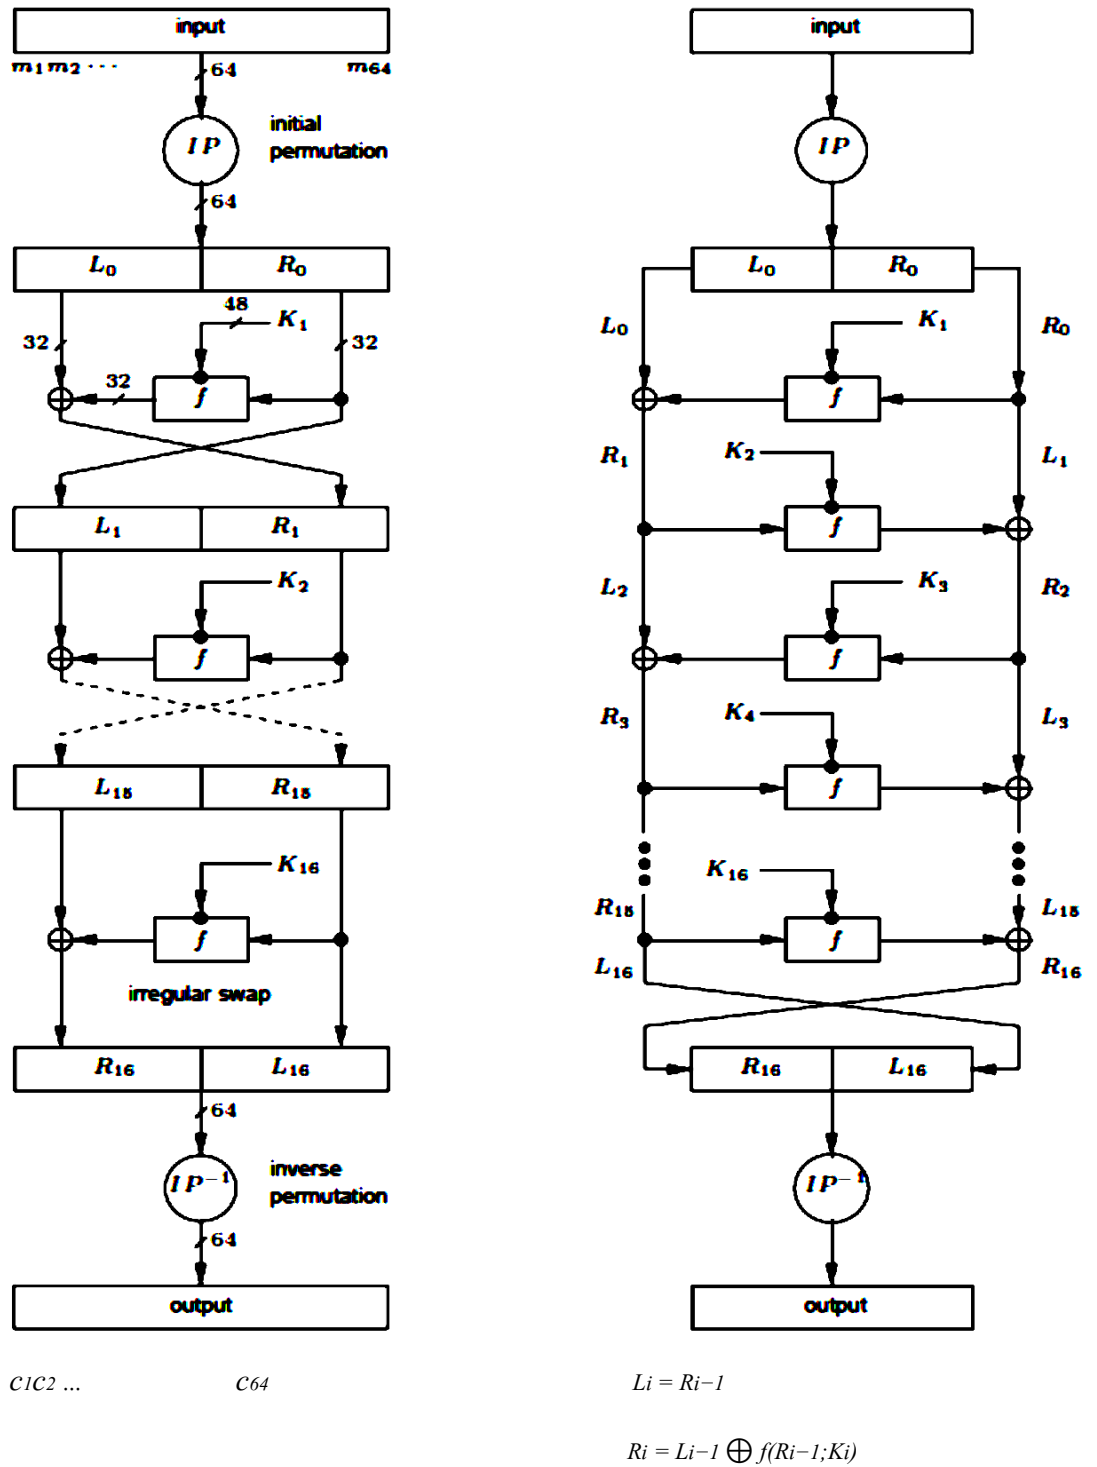 input
m1 m2 ··· m64
64
IP
initial
permutation
64
L0 R0
48
K1
32
32
32
f
L1 R1
K2
f
L15 R15
K16
f
irregular swap
R16 L16
64
IP−1
inverse
permutation
64
output
c1c2 ... c64
input
IP
L0 R0
L0
K1
R0
f
R1
K2
L1
f
L2
K3
R2
f
R3
K4
L3
f
K16
R15
L15
f
L16
R16
R16 L16
IP−1
output
Li = Ri−1
Ri = Li−1 ⊕ f(Ri−1;Ki)